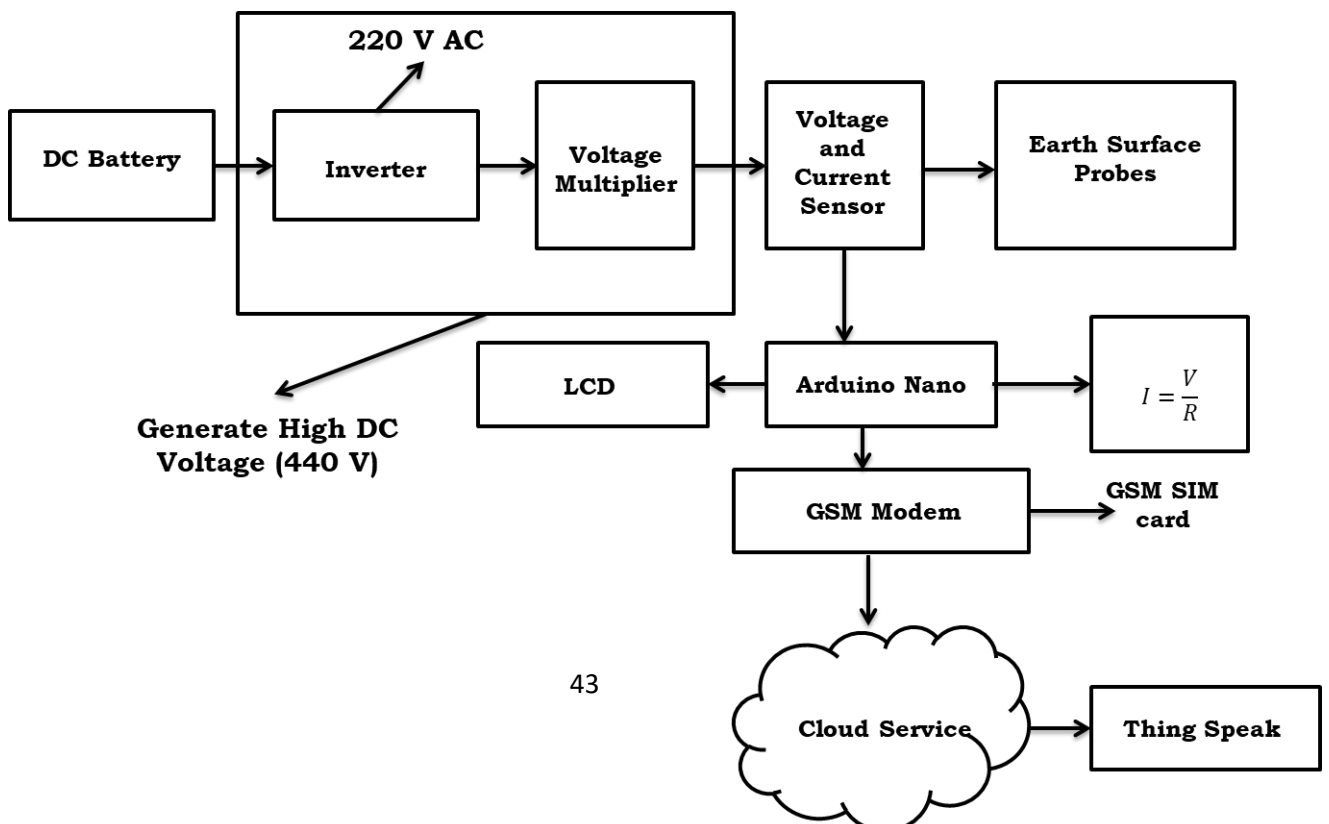 220 V AC
DC Battery
Inverter
Voltage
Multiplier
Voltage
and
Current
Sensor
Earth Surface
Probes
Generate High DC
Voltage (440 V)
LCD
Arduino Nano
I = V/R
GSM Modem
GSM SIM
card
43
Cloud Service
Thing Speak